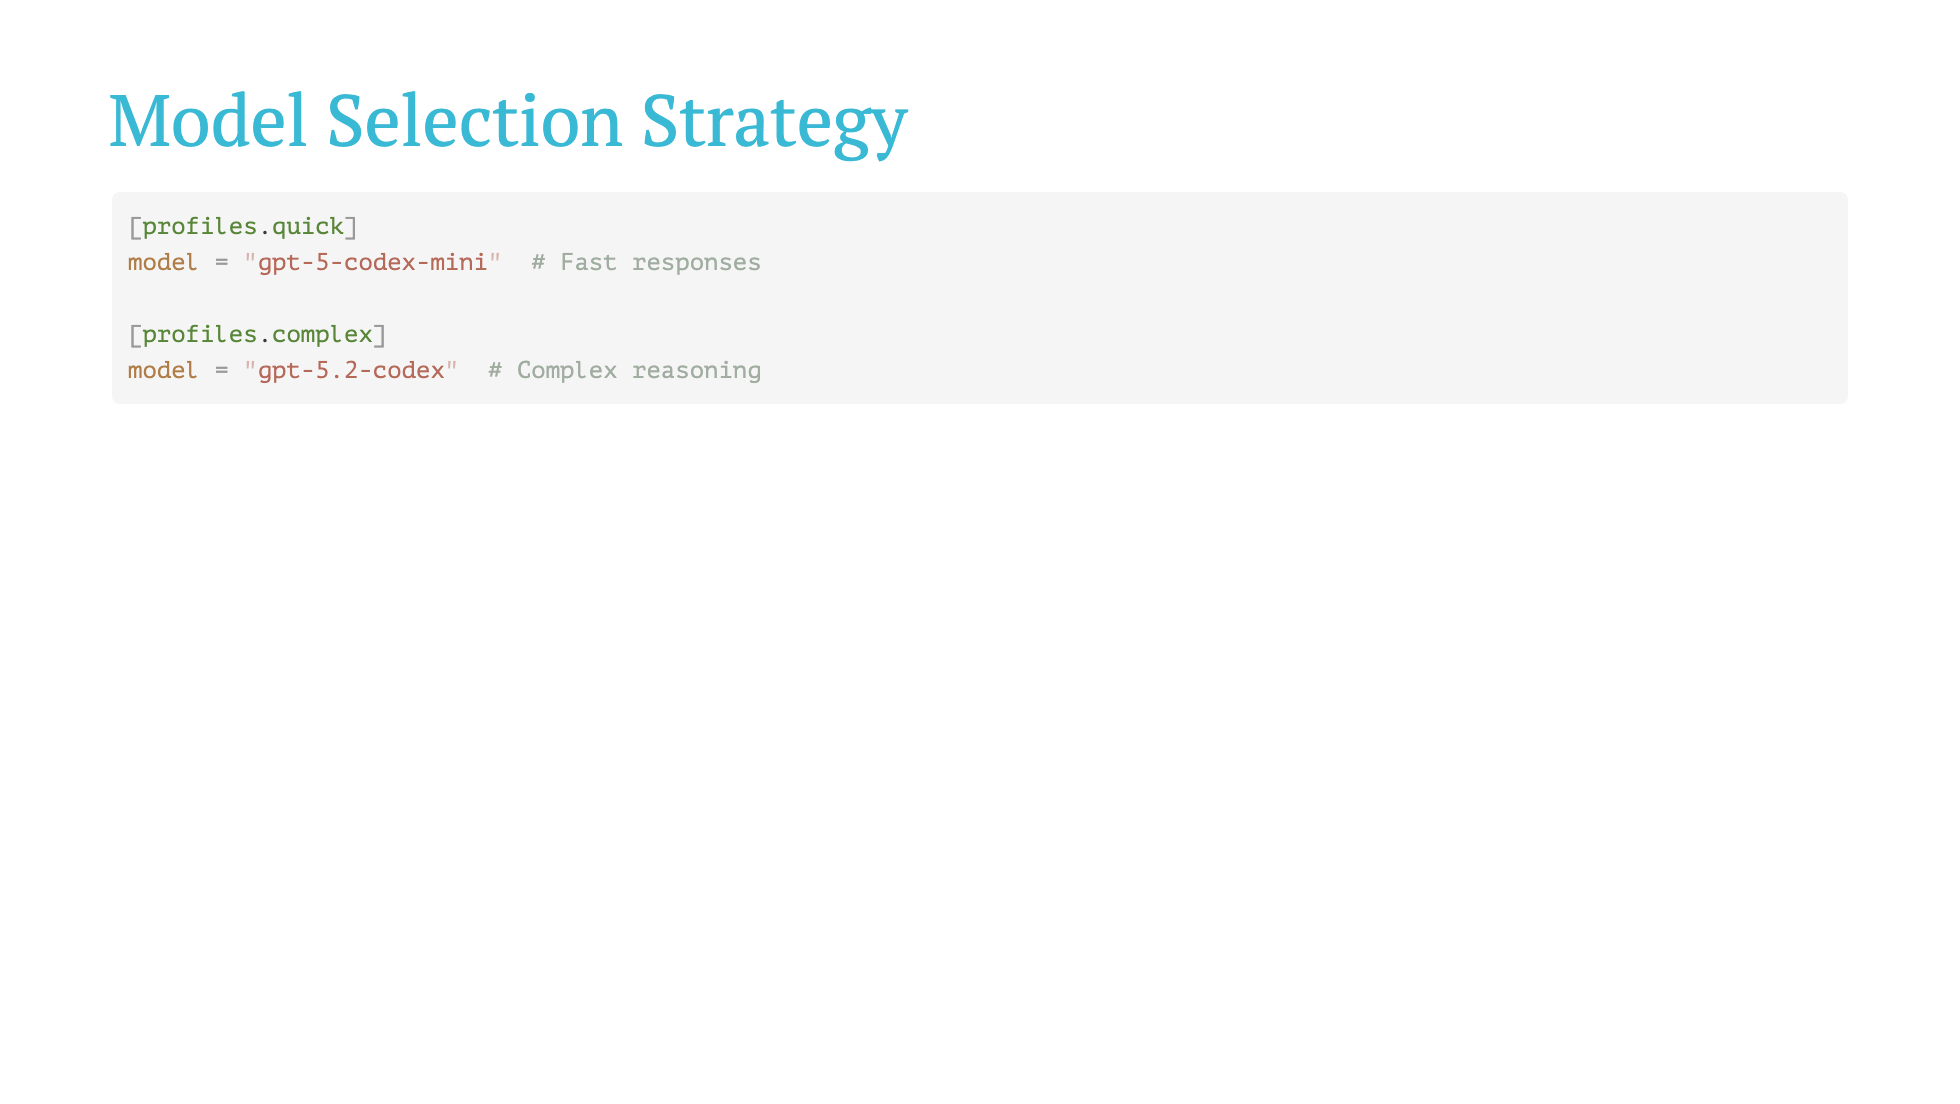 Model Selection Strategy
[profiles.quick]
model = "gpt-5-codex-mini"  # Fast responses

[profiles.complex]
model = "gpt-5.2-codex"  # Complex reasoning